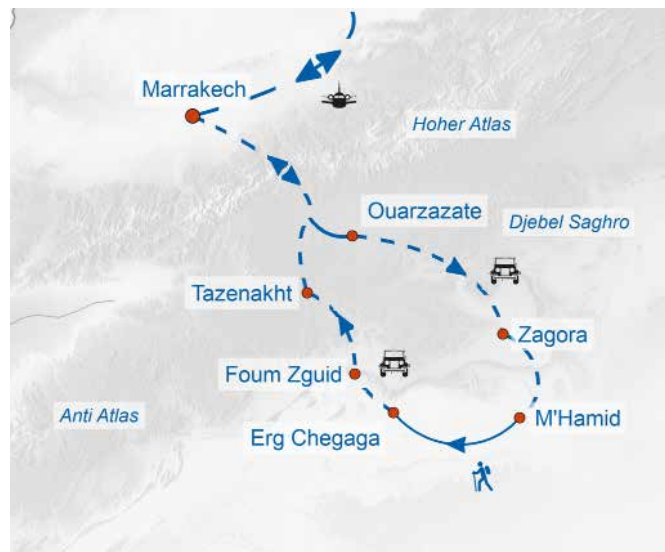 Marrakech
Hoher Atlas
Ouarzazate
Djebel Saghro
Tazenakht
Zagora
Foum Zguid
Anti Atlas
Erg Chegaga
M'Hamid